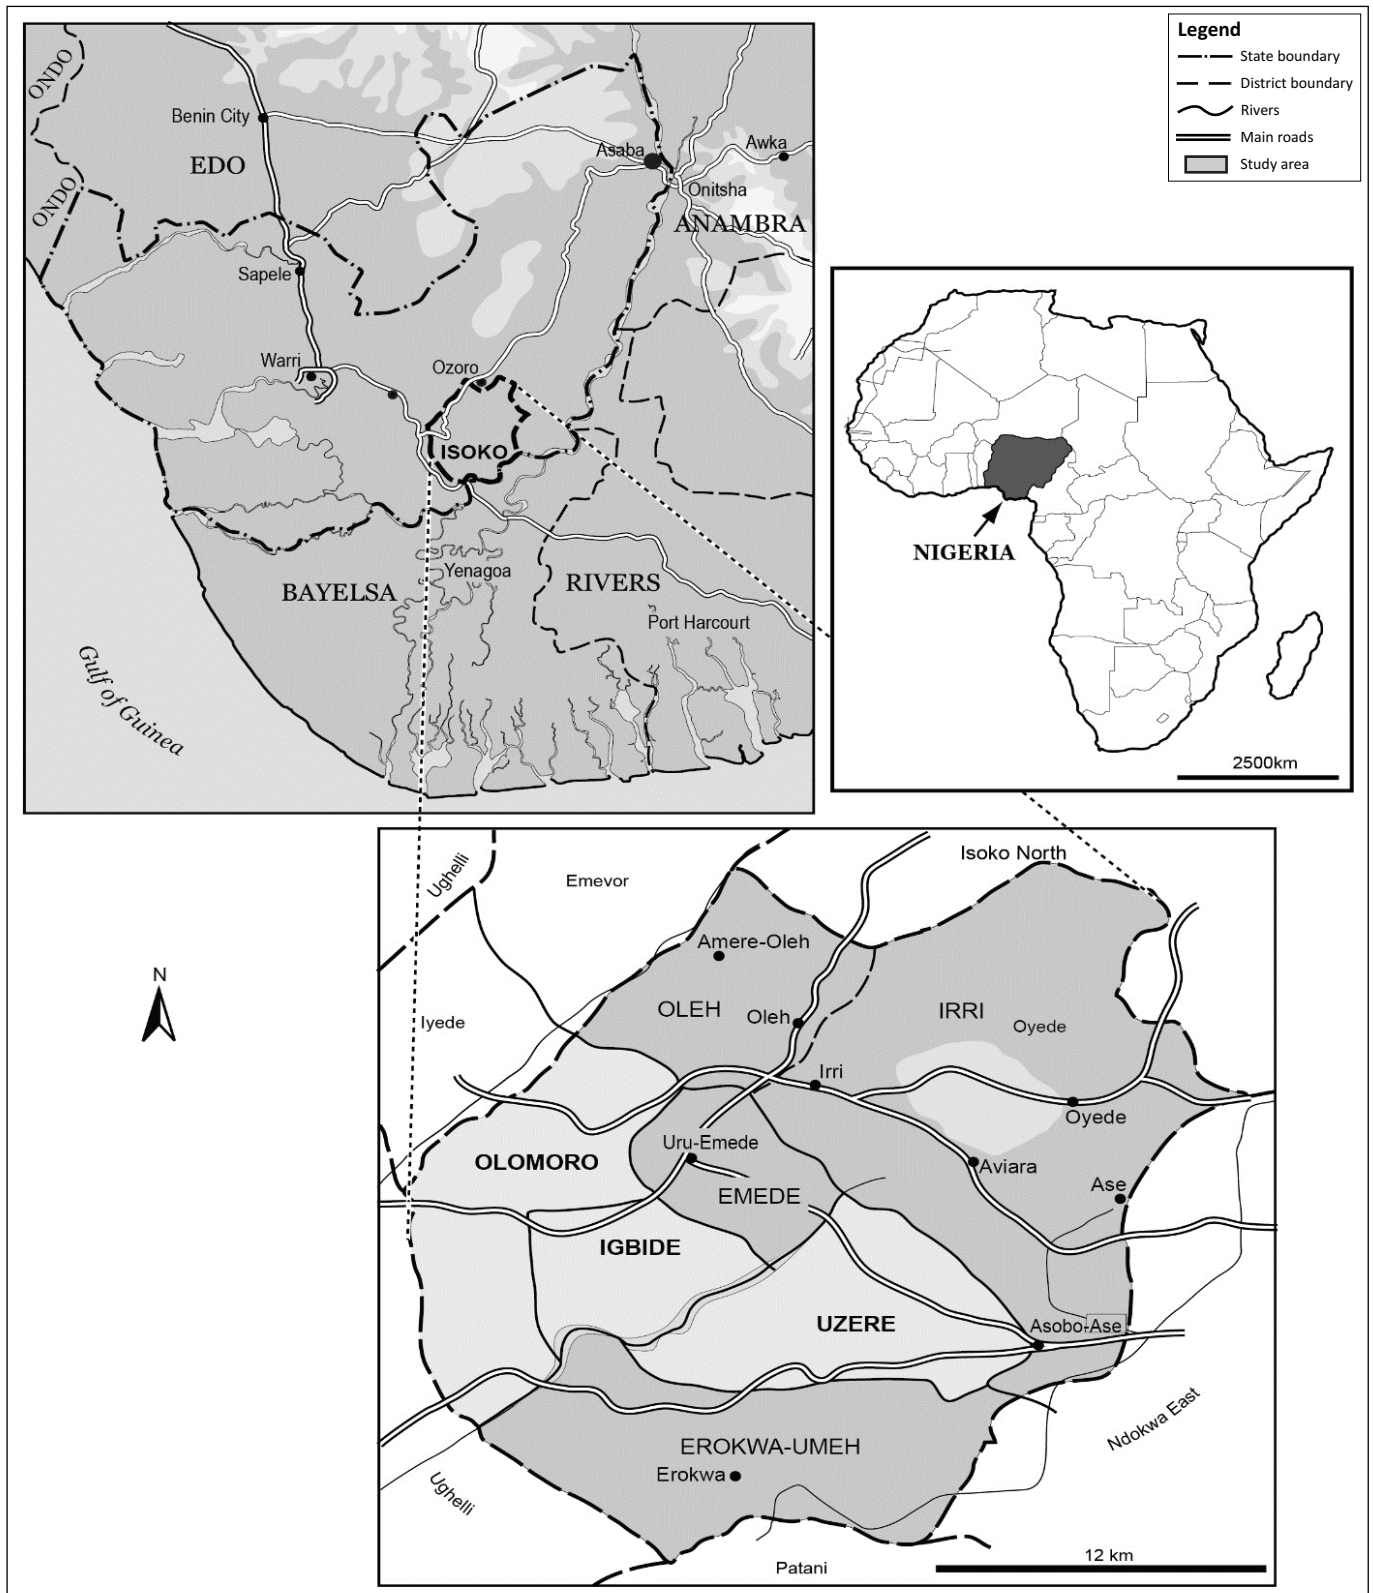 Legend
State boundary
District boundary
Rivers
Main roads
Study area
ONDO
Benin City
EDO
ONDO
Asaba
Awka
Onitsha
ANAMBRA
Sapele
Warri
Ozoro
ISOKO
Yenagoa
BAYELSA
RIVERS
Port Harcourt
Gulf of Guinea
NIGERIA
2500km
N
Ughelli
Emevor
Isoko North
Amere-Oleh
OLEH
Oleh
IRRI
Oyede
Iyede
Irri
Oyede
Uru-Emede
OLOMORO
Aviara
EMEDE
Ase
IGBIDE
UZERE
Asobo-Ase
Ndokwa East
EROKWA-UMEH
Erokwa
Ughelli
Patani
12 km